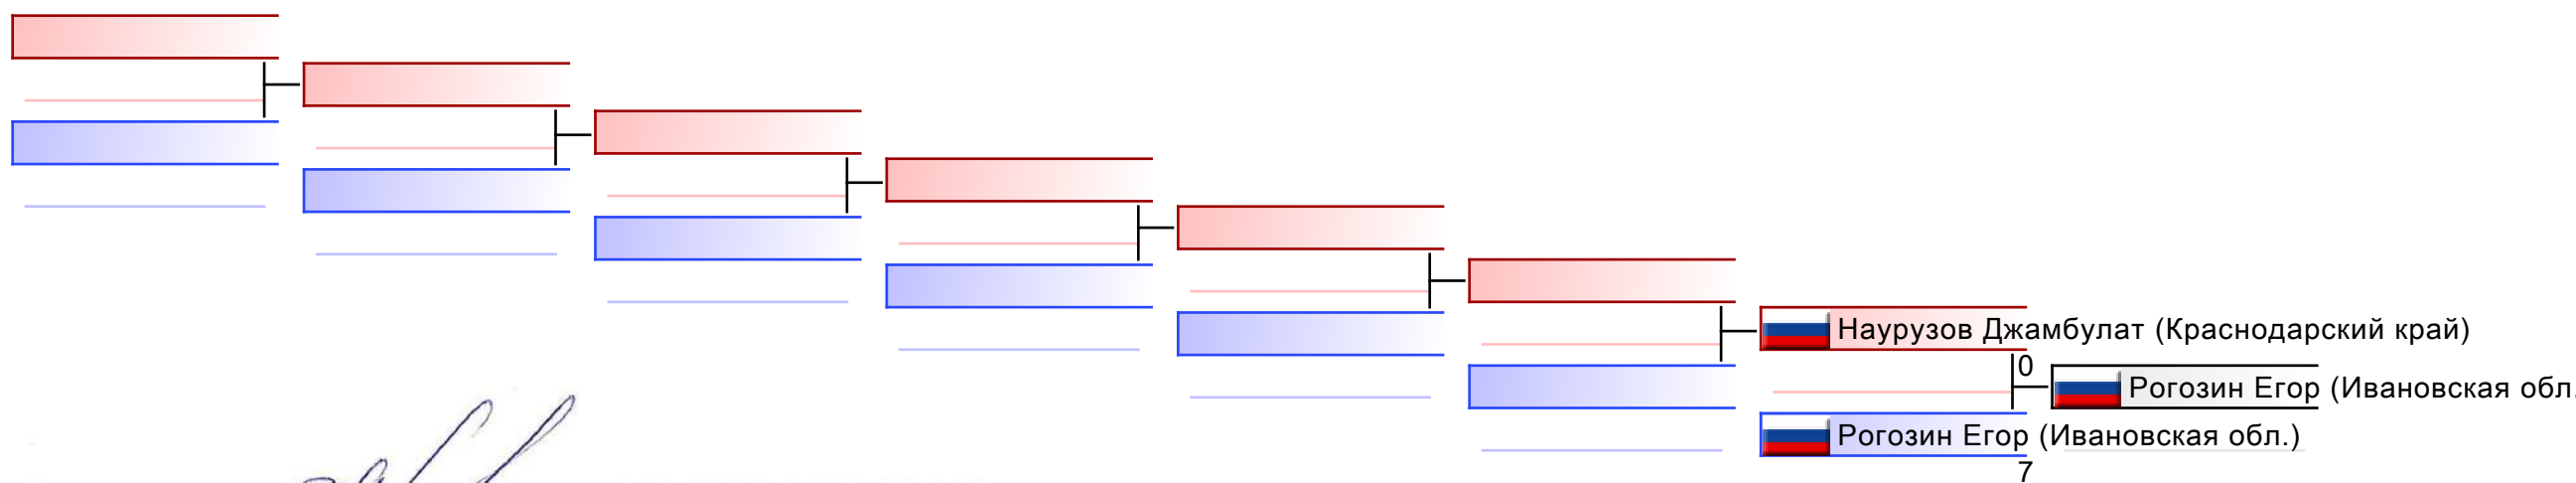 Наурузов Джамбулат (Краснодарский край)
0
Рогозин Егор (Ивановская обл.
Рогозин Егор (Ивановская обл.)
7